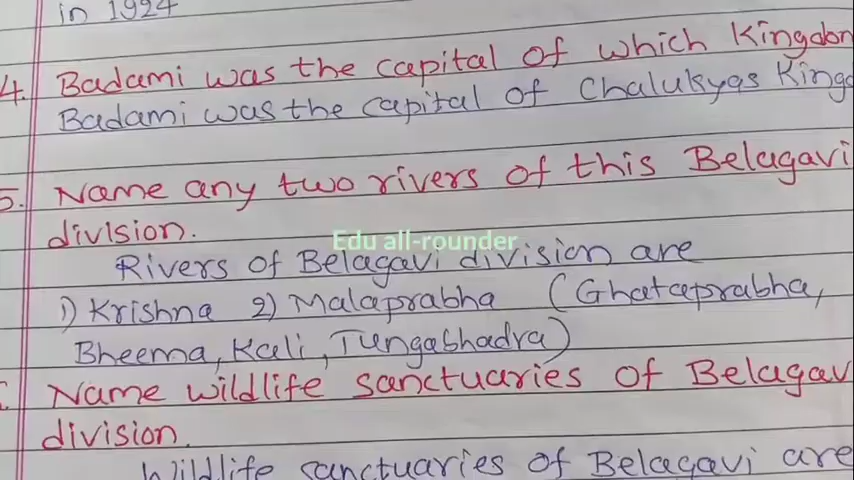 in 1924
4. Badami was the capital of which Kingdon
Badami was the capital of Chalukyas King
5. Name any two rivers of this Belagavi
division.
Edu all-rounder
Rivers of Belagavi division are
1) Krishna 2) Malaprabha (Ghataprabha,
Bheema, Kali, Tungabhadra)
Name wildlife sanctuaries of Belagav
division.
Wildlife sanctuaries of Belagavi are